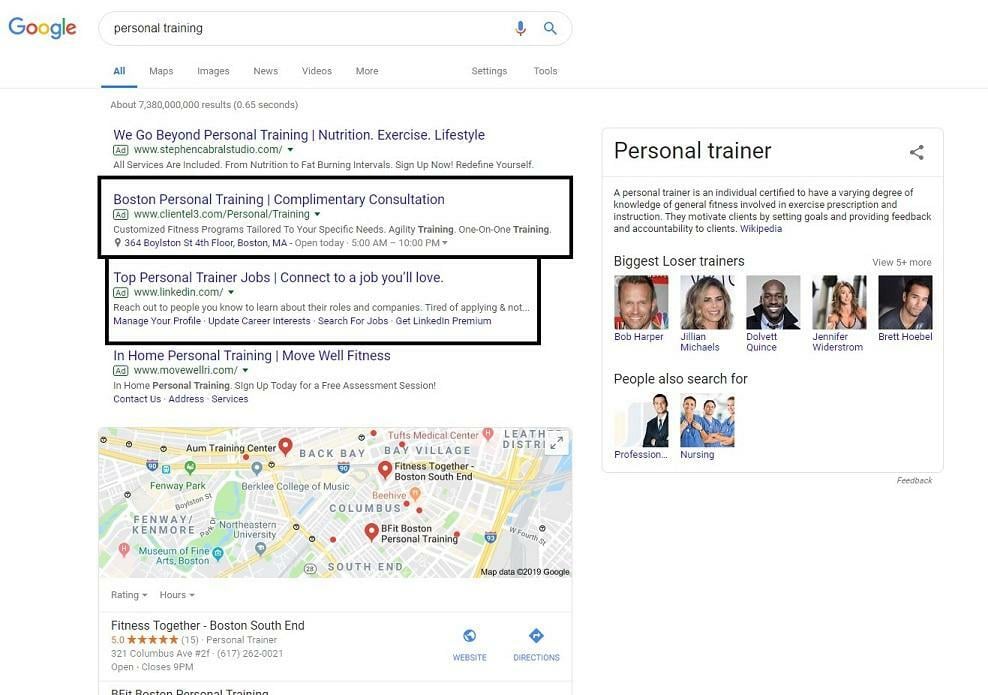 Google
personal training
All Maps Images News Videos More Settings Tools
About 7,380,000,000 results (0.65 seconds)
We Go Beyond Personal Training | Nutrition. Exercise. Lifestyle
Ad www.stephencabralstudio.com/
All Services Are Included. From Nutrition to Fat Burning Intervals. Sign Up Now! Redefine Yourself.
Boston Personal Training | Complimentary Consultation
Ad www.clientel3.com/Personal/Training
Customized Fitness Programs Tailored To Your Specific Needs. Agility Training. One-On-One Training.
364 Boylston St 4th Floor, Boston, MA - Open today · 5:00 AM – 10:00 PM
Top Personal Trainer Jobs | Connect to a job you'll love.
Ad www.linkedin.com/
Reach out to people you know to learn about their roles and companies. Tired of applying & not...
Manage Your Profile · Update Career Interests · Search For Jobs · Get LinkedIn Premium
In Home Personal Training | Move Well Fitness
Ad www.movewellri.com/
In Home Personal Training. SIgn Up Today for a Free Assessment Session!
Contact Us · Address · Services
Tufts Medical Center
LEATH
DISTRI
Aum Training Center
BACK BAY
BAY VILLAGE
90
90
Fitness Together -
Boston South End
Fenway Park
Berklee College of Music
Beehive
Boylston St
COLUMBUS
FENWAY/
KENMORE
Northeastern
University
BFit Boston
Personal Training
93
W Fourth St
Museum of Fine
Arts, Boston
28
SOUTH END
Map data ©2019 Google
Rating Hours
Fitness Together - Boston South End
5.0 (15) · Personal Trainer
321 Columbus Ave #2f · (617) 262-0021
Open · Closes 9PM
WEBSITE DIRECTIONS
BFit Boston Personal Training
Personal trainer
A personal trainer is an individual certified to have a varying degree of
knowledge of general fitness involved in exercise prescription and
instruction. They motivate clients by setting goals and providing feedback
and accountability to clients. Wikipedia
Biggest Loser trainers View 5+ more
Bob Harper
Jillian
Michaels
Dolvett
Quince
Jennifer
Widerstrom
Brett Hoebel
People also search for
Profession... Nursing
Feedback